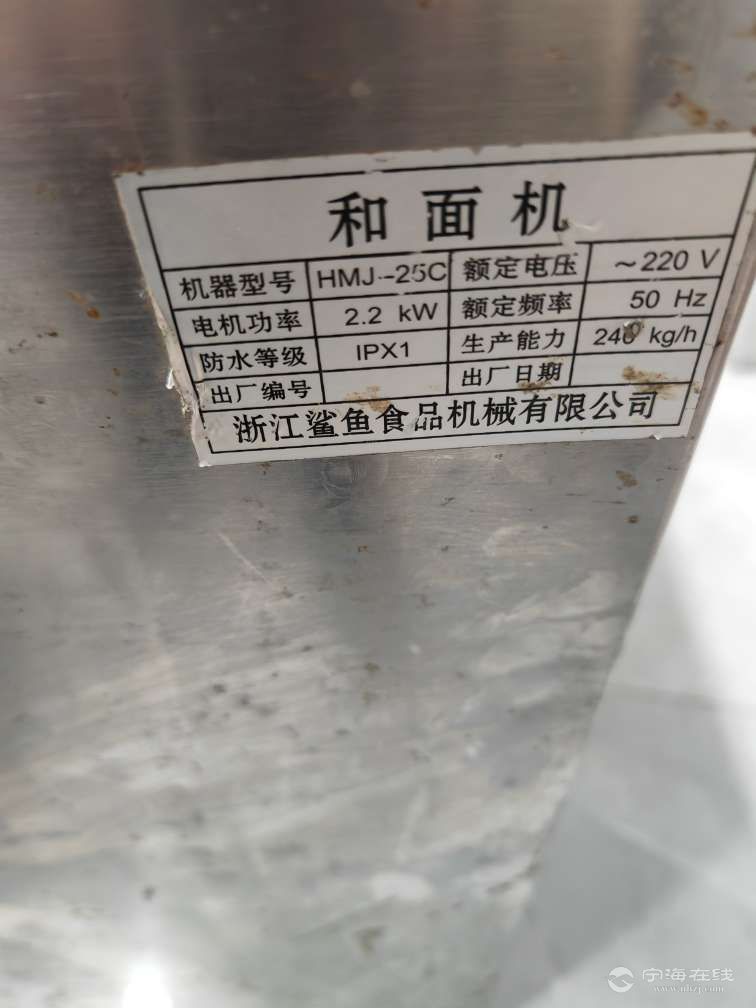 和面机
机器型号 HMJ-25C 额定电压 ~220 V
电机功率 2.2 kW 额定频率 50 Hz
防水等级 IPX1 生产能力 240 kg/h
出厂编号 出厂日期
浙江鲨鱼食品机械有限公司
宁海在线
www.nhzj.com